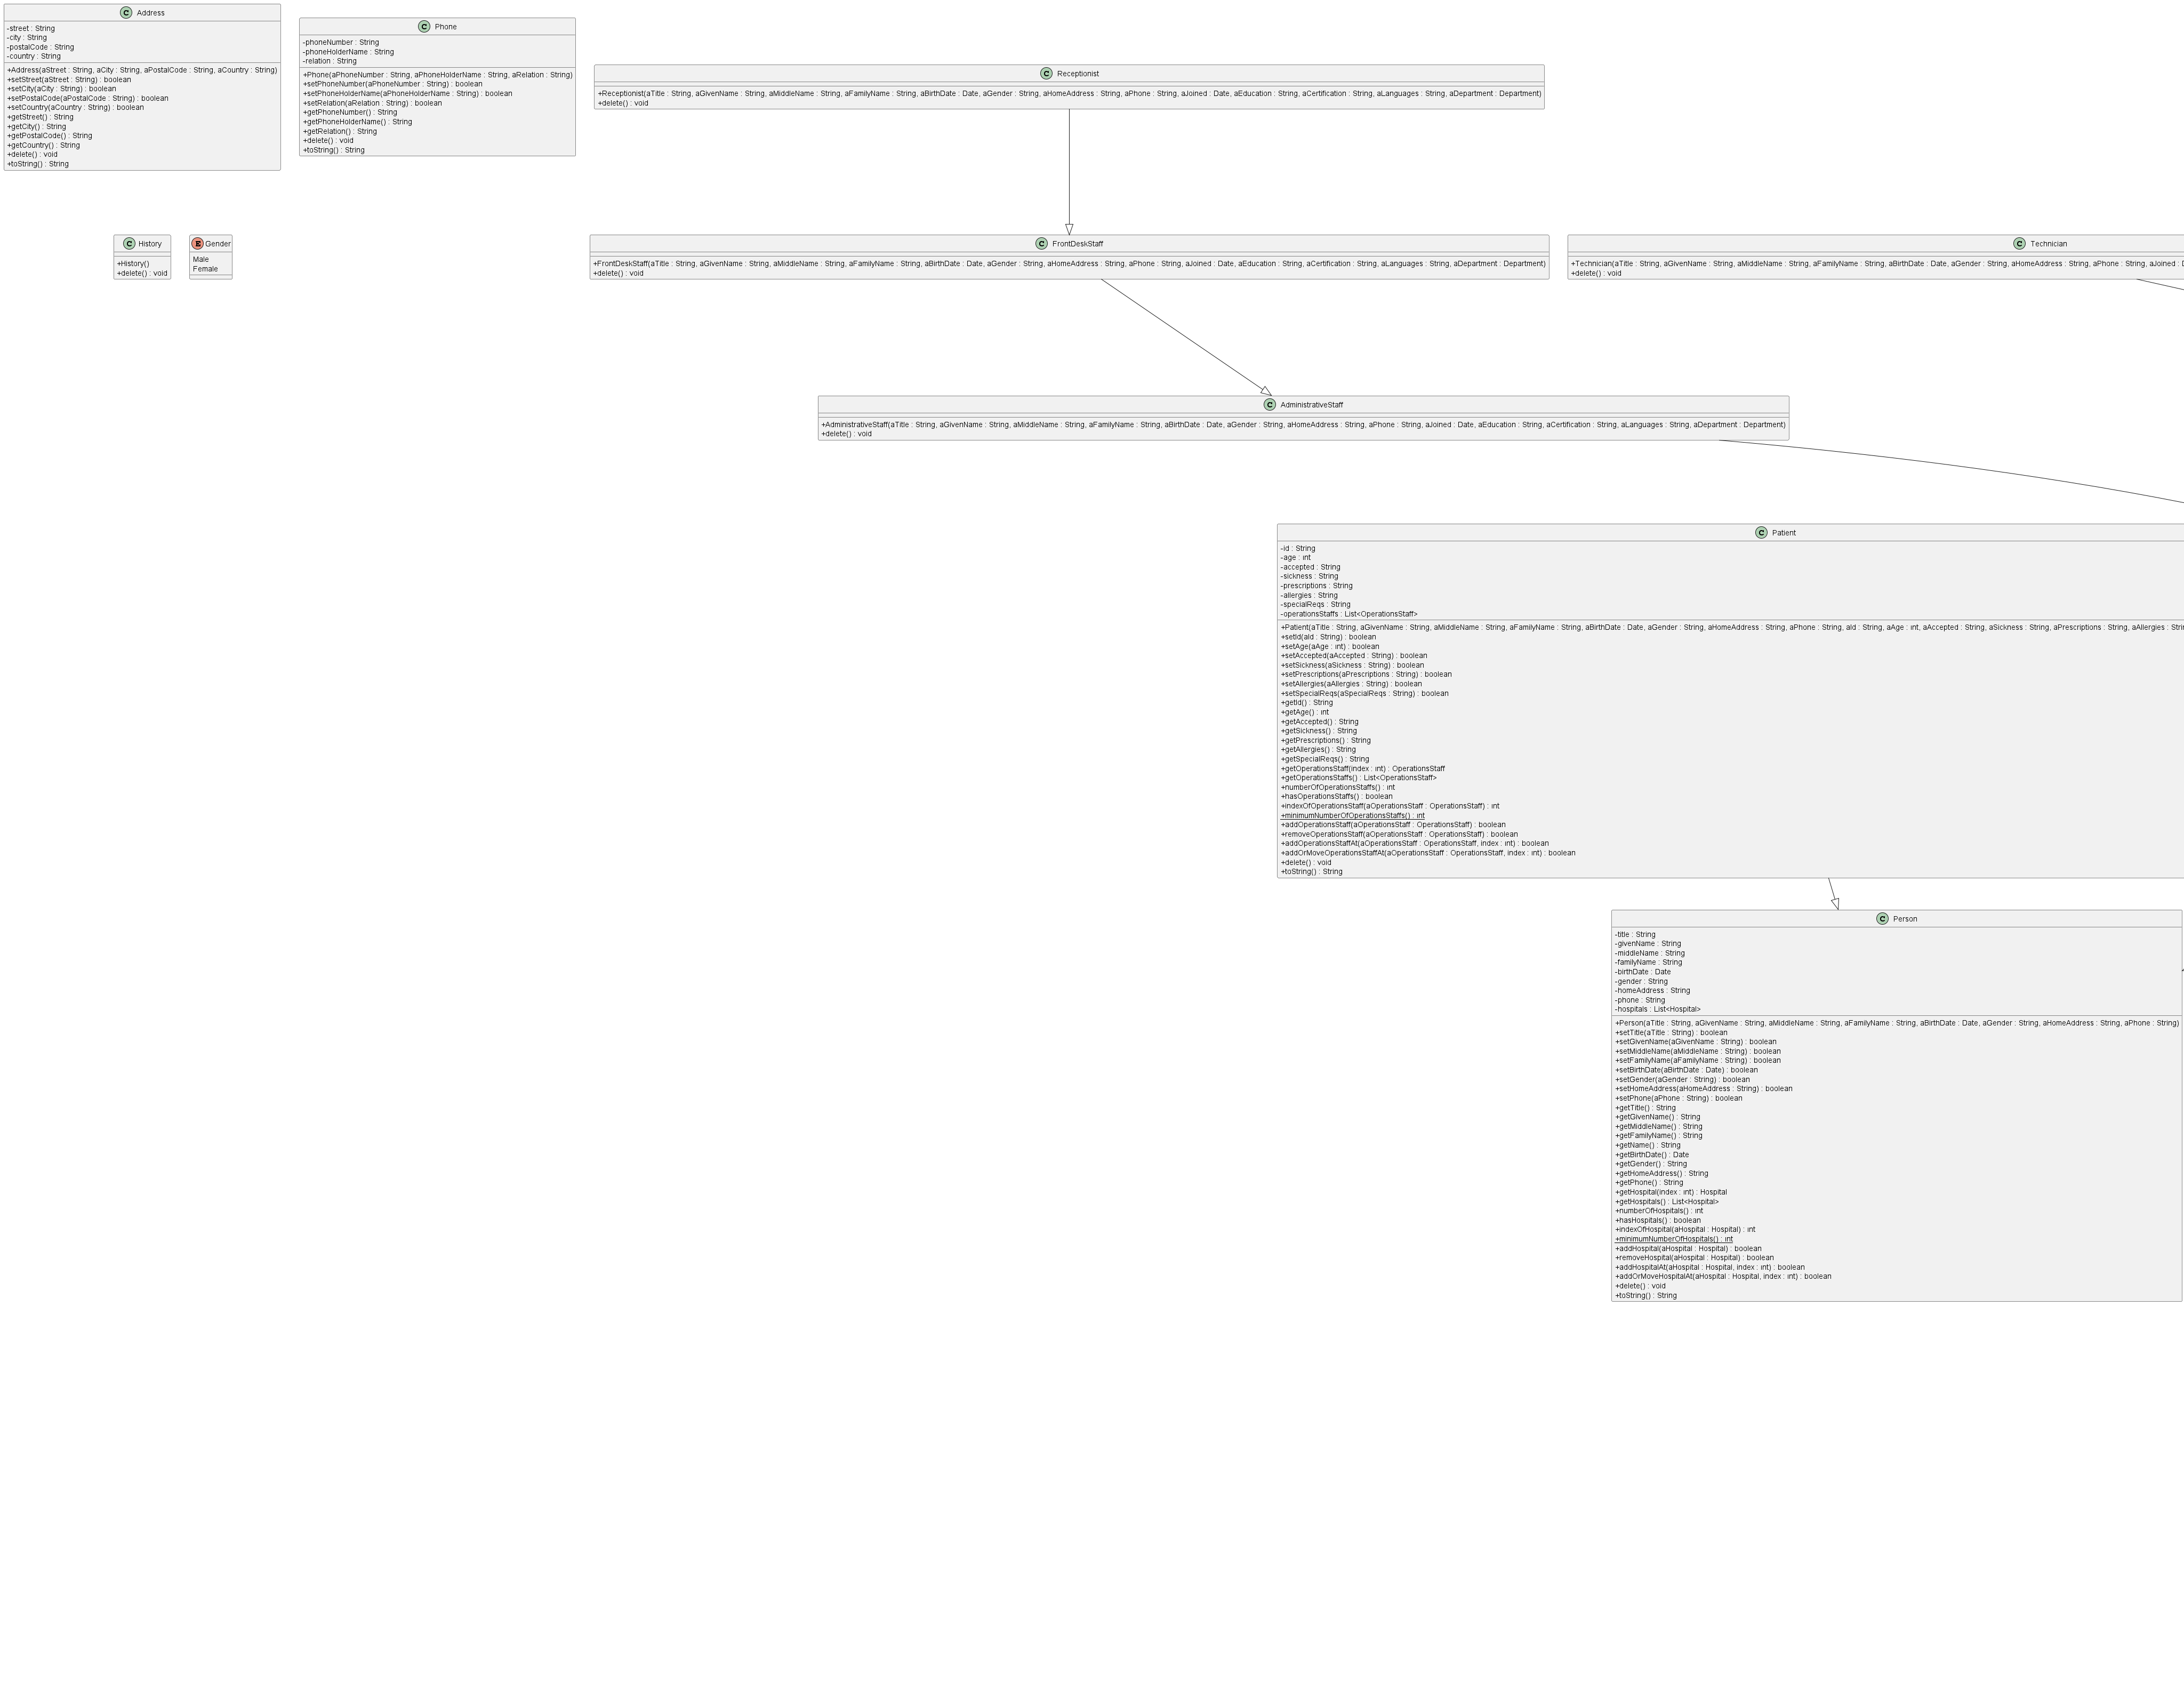 Address
-street : String
-city : String
-postalCode : String
-country : String
+Address(aStreet : String, aCity : String, aPostalCode : String, aCountry : String)
+setStreet(aStreet : String) : boolean
+setCity(aCity : String) : boolean
+setPostalCode(aPostalCode : String) : boolean
+setCountry(aCountry : String) : boolean
+getStreet() : String
+getCity() : String
+getPostalCode() : String
+getCountry() : String
+delete() : void
+toString() : String
Phone
-phoneNumber : String
-phoneHolderName : String
-relation : String
+Phone(aPhoneNumber : String, aPhoneHolderName : String, aRelation : String)
+setPhoneNumber(aPhoneNumber : String) : boolean
+setPhoneHolderName(aPhoneHolderName : String) : boolean
+setRelation(aRelation : String) : boolean
+getPhoneNumber() : String
+getPhoneHolderName() : String
+getRelation() : String
+delete() : void
+toString() : String
Receptionist
+Receptionist(aTitle : String, aGivenName : String, aMiddleName : String, aFamilyName : String, aBirthDate : Date, aGender : String, aHomeAddress : String, aPhone : String, aJoined : Date, aEducation : String, aCertification : String, aLanguages : String, aDepartment : Department)
+delete() : void
History
+History()
+delete() : void
Gender
Male
Female
FrontDeskStaff
+FrontDeskStaff(aTitle : String, aGivenName : String, aMiddleName : String, aFamilyName : String, aBirthDate : Date, aGender : String, aHomeAddress : String, aPhone : String, aJoined : Date, aEducation : String, aCertification : String, aLanguages : String, aDepartment : Department)
+delete() : void
Technician
+Technician(aTitle : String, aGivenName : String, aMiddleName : String, aFamilyName : String, aBirthDate : Date, aGender : String, aHomeAddress : String, aPhone : String, aJoined :
+delete() : void
AdministrativeStaff
+AdministrativeStaff(aTitle : String, aGivenName : String, aMiddleName : String, aFamilyName : String, aBirthDate : Date, aGender : String, aHomeAddress : String, aPhone : String, aJoined : Date, aEducation : String, aCertification : String, aLanguages : String, aDepartment : Department)
+delete() : void
Patient
-id : String
-age : ınt
-accepted : String
-sickness : String
-prescriptions : String
-allergies : String
-specialReqs : String
-operationsStaffs : List<OperationsStaff>
+Patient(aTitle : String, aGivenName : String, aMiddleName : String, aFamilyName : String, aBirthDate : Date, aGender : String, aHomeAddress : String, aPhone : String, aId : String, aAge : ınt, aAccepted : String, aSickness : String, aPrescriptions : String, aAllergies :
+setId(aId : String) : boolean
+setAge(aAge : ınt) : boolean
+setAccepted(aAccepted : String) : boolean
+setSickness(aSickness : String) : boolean
+setPrescriptions(aPrescriptions : String) : boolean
+setAllergies(aAllergies : String) : boolean
+setSpecialReqs(aSpecialReqs : String) : boolean
+getId() : String
+getAge() : ınt
+getAccepted() : String
+getSickness() : String
+getPrescriptions() : String
+getAllergies() : String
+getSpecialReqs() : String
+getOperationsStaff(index : ınt) : OperationsStaff
+getOperationsStaffs() : List<OperationsStaff>
+numberOfOperationsStaffs() : ınt
+hasOperationsStaffs() : boolean
+indexOfOperationsStaff(aOperationsStaff : OperationsStaff) : ınt
+minimumNumberOfOperationsStaffs() : ınt
+addOperationsStaff(aOperationsStaff : OperationsStaff) : boolean
+removeOperationsStaff(aOperationsStaff : OperationsStaff) : boolean
+addOperationsStaffAt(aOperationsStaff : OperationsStaff, index : ınt) : boolean
+addOrMoveOperationsStaffAt(aOperationsStaff : OperationsStaff, index : ınt) : boolean
+delete() : void
+toString() : String
Person
-title : String
-givenName : String
-middleName : String
-familyName : String
-birthDate : Date
-gender : String
-homeAddress : String
-phone : String
-hospitals : List<Hospital>
+Person(aTitle : String, aGivenName : String, aMiddleName : String, aFamilyName : String, aBirthDate : Date, aGender : String, aHomeAddress : String, aPhone : String)
+setTitle(aTitle : String) : boolean
+setGivenName(aGivenName : String) : boolean
+setMiddleName(aMiddleName : String) : boolean
+setFamilyName(aFamilyName : String) : boolean
+setBirthDate(aBirthDate : Date) : boolean
+setGender(aGender : String) : boolean
+setHomeAddress(aHomeAddress : String) : boolean
+setPhone(aPhone : String) : boolean
+getTitle() : String
+getGivenName() : String
+getMiddleName() : String
+getFamilyName() : String
+getName() : String
+getBirthDate() : Date
+getGender() : String
+getHomeAddress() : String
+getPhone() : String
+getHospital(index : ınt) : Hospital
+getHospitals() : List<Hospital>
+numberOfHospitals() : ınt
+hasHospitals() : boolean
+indexOfHospital(aHospital : Hospital) : ınt
+minimumNumberOfHospitals() : ınt
+addHospital(aHospital : Hospital) : boolean
+removeHospital(aHospital : Hospital) : boolean
+addHospitalAt(aHospital : Hospital, index : ınt) : boolean
+addOrMoveHospitalAt(aHospital : Hospital, index : ınt) : boolean
+delete() : void
+toString() : String